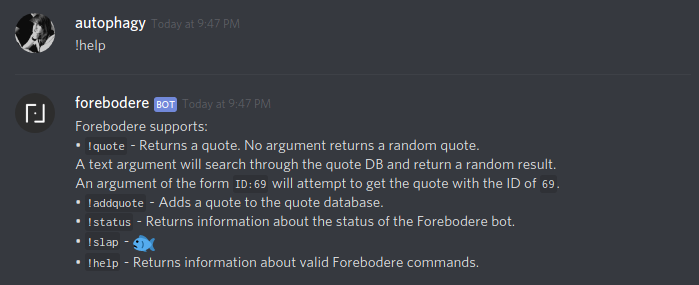 autophagy Today at 9:47 PM
!help
forebodere BOT Today at 9:47 PM
Forebodere supports:
• !quote - Returns a quote. No argument returns a random quote.
A text argument will search through the quote DB and return a random result.
An argument of the form ID:69 will attempt to get the quote with the ID of 69.
• !addquote - Adds a quote to the quote database.
• !status - Returns information about the status of the Forebodere bot.
• !slap - 🐟
• !help - Returns information about valid Forebodere commands.